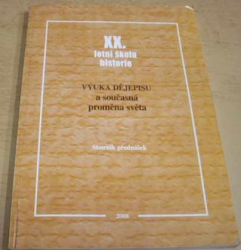 XX.
letní škola
historie
VÝUKA DĚJEPISU
a současná
proměna světa
Sborník přednášek
2008